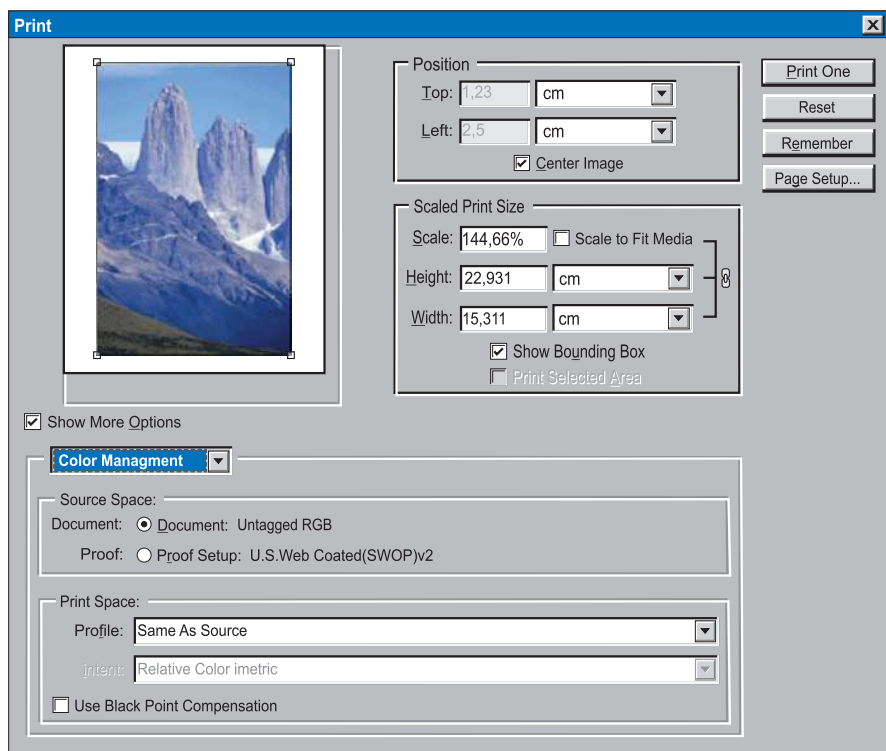 Print
Position
Top: 1,23 cm
Left: 2,5 cm
Center Image
Print One
Reset
Remember
Page Setup...
Scaled Print Size
Scale: 144,66% Scale to Fit Media
Height: 22,931 cm
Width: 15,311 cm
Show Bounding Box
Print Selected Area
Show More Options
Color Managment
Source Space:
Document: Document: Untagged RGB
Proof: Proof Setup: U.S.Web Coated(SWOP)v2
Print Space:
Profile: Same As Source
intent: Relative Color imetric
Use Black Point Compensation